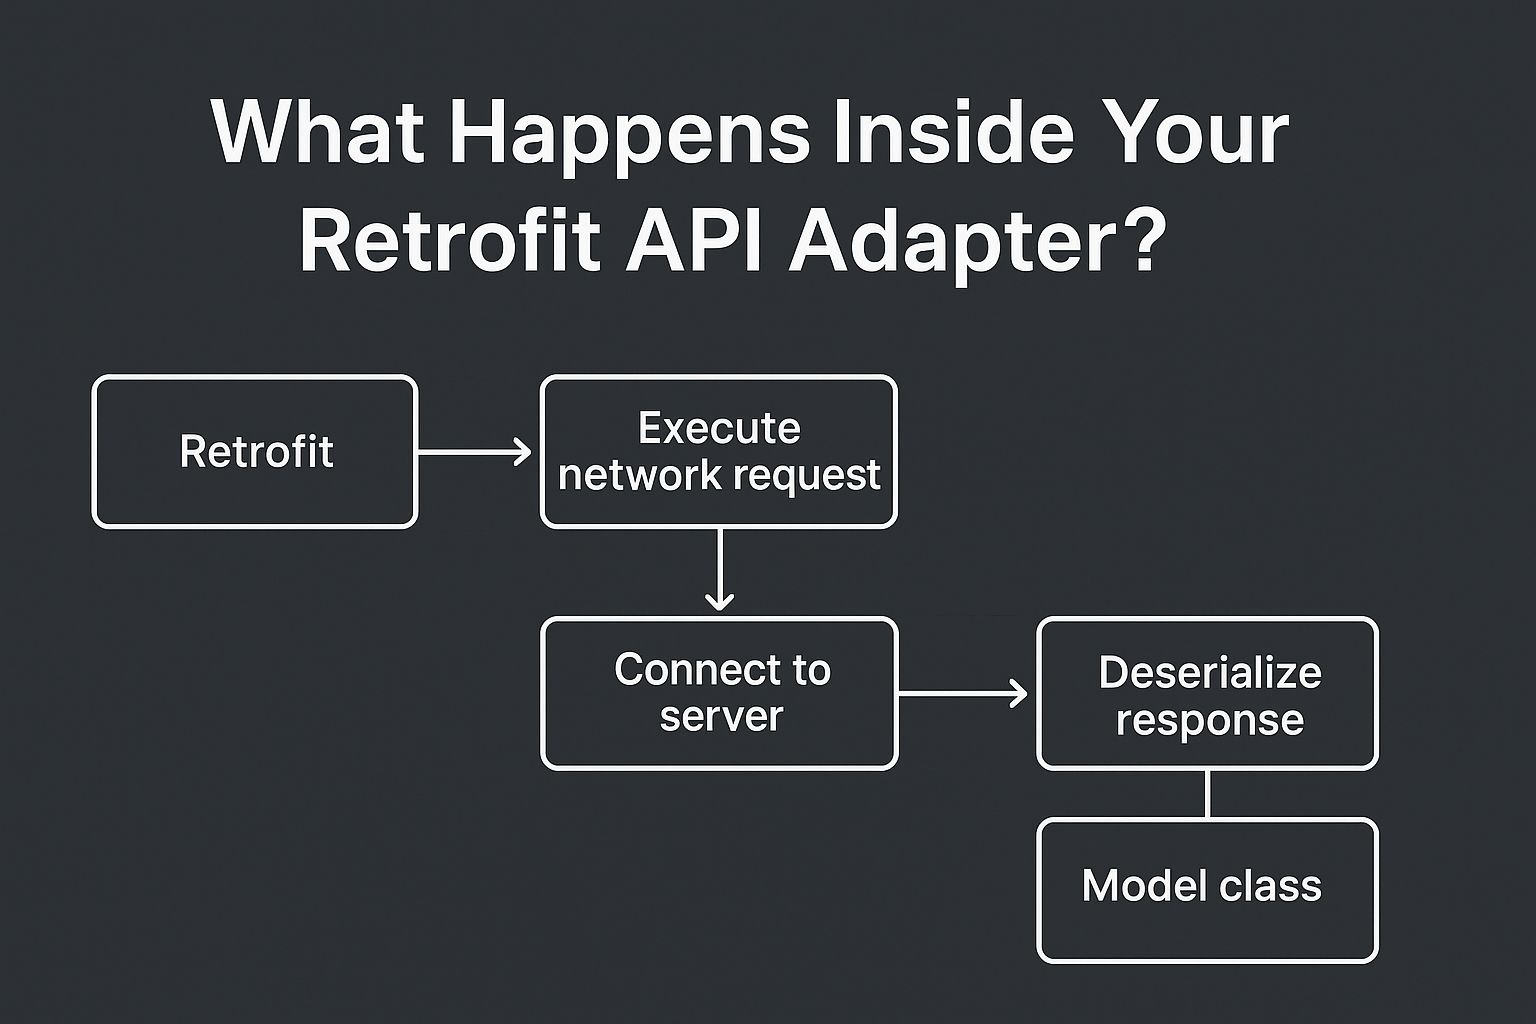 What Happens Inside Your
Retrofit API Adapter?
Retrofit
Execute
network request
Connect to
server
Deserialize
response
Model class